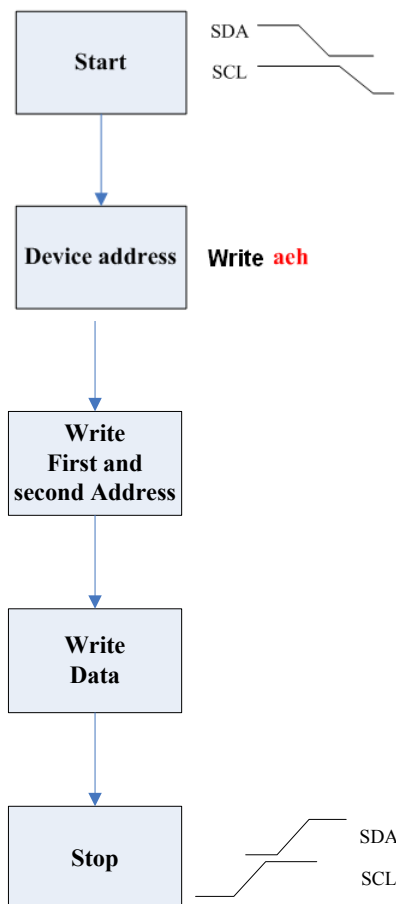 Start
SDA
SCL
Device address
Write aeh
Write
First and
second Address
Write
Data
Stop
SDA
SCL